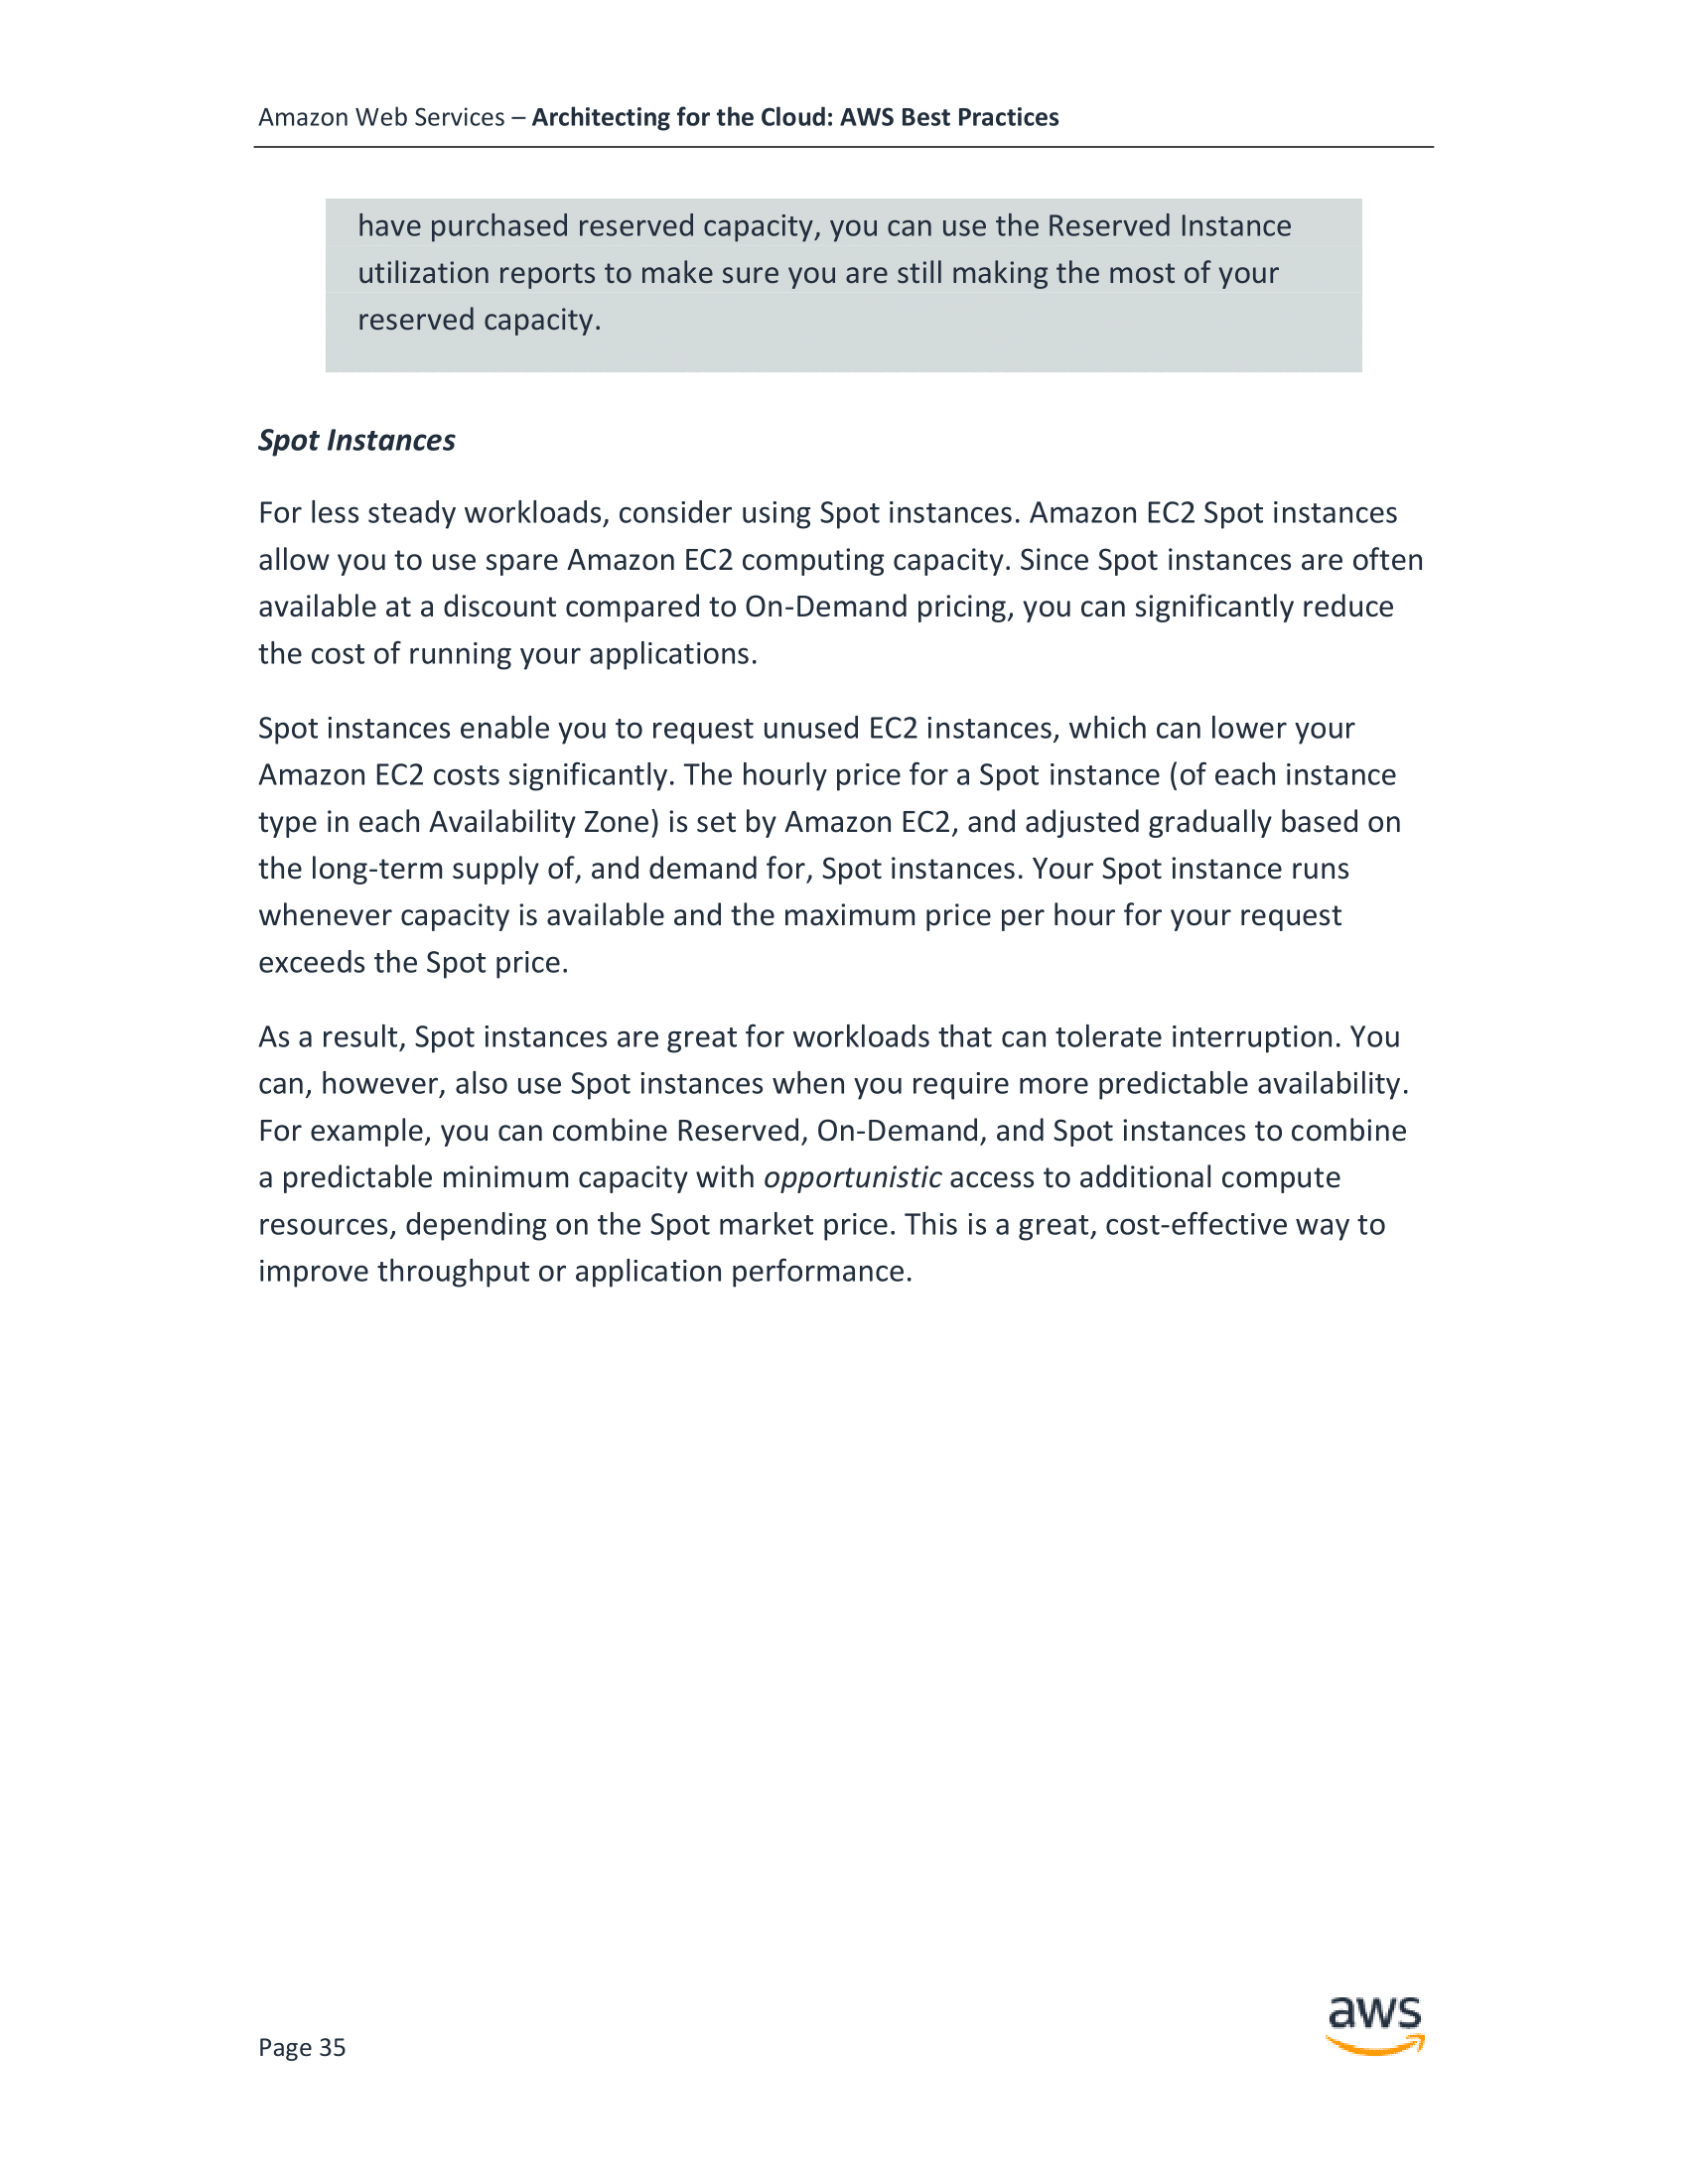 Amazon Web Services – Architecting for the Cloud: AWS Best Practices
have purchased reserved capacity, you can use the Reserved Instance
utilization reports to make sure you are still making the most of your
reserved capacity.
Spot Instances
For less steady workloads, consider using Spot instances. Amazon EC2 Spot instances
allow you to use spare Amazon EC2 computing capacity. Since Spot instances are often
available at a discount compared to On-Demand pricing, you can significantly reduce
the cost of running your applications.
Spot instances enable you to request unused EC2 instances, which can lower your
Amazon EC2 costs significantly. The hourly price for a Spot instance (of each instance
type in each Availability Zone) is set by Amazon EC2, and adjusted gradually based on
the long-term supply of, and demand for, Spot instances. Your Spot instance runs
whenever capacity is available and the maximum price per hour for your request
exceeds the Spot price.
As a result, Spot instances are great for workloads that can tolerate interruption. You
can, however, also use Spot instances when you require more predictable availability.
For example, you can combine Reserved, On-Demand, and Spot instances to combine
a predictable minimum capacity with opportunistic access to additional compute
resources, depending on the Spot market price. This is a great, cost-effective way to
improve throughput or application performance.
aws
Page 35